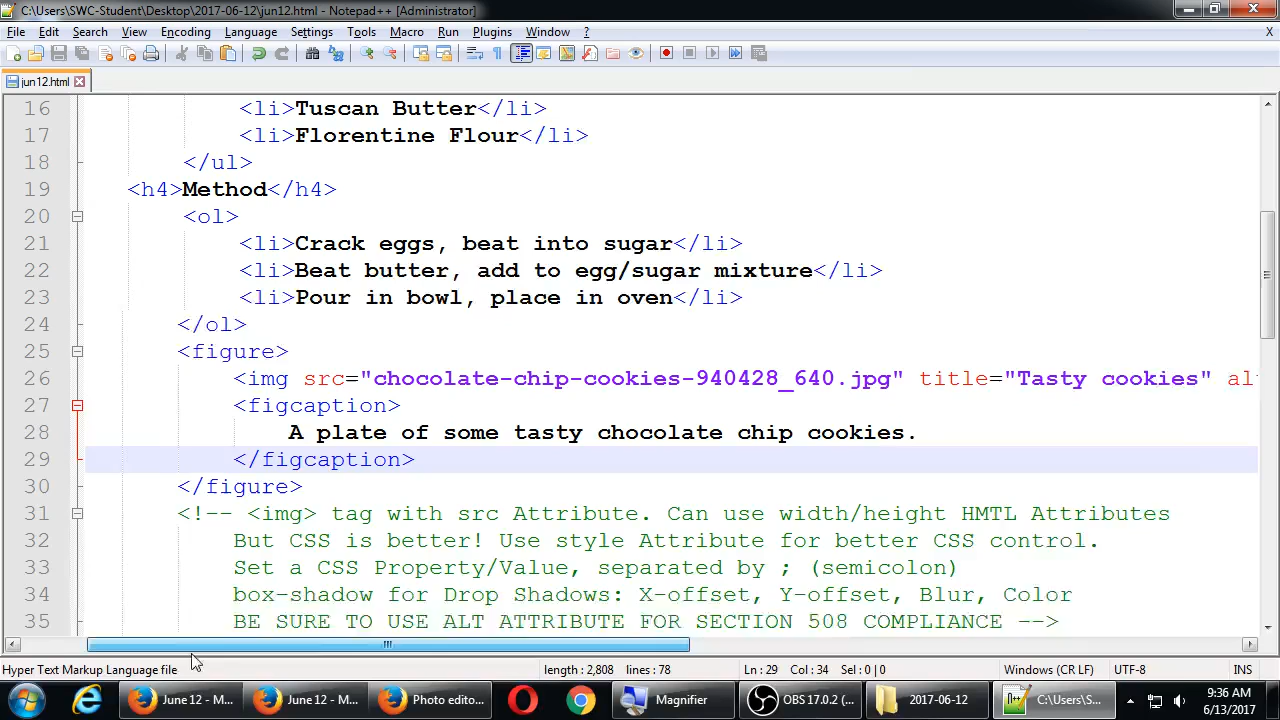 C:\Users\SWC-Student\Desktop\2017-06-12\jun12.html - Notepad++ [Administrator]
File Edit Search View Encoding Language Settings Tools Macro Run Plugins Window ? X
jun12.html
16 <li>Tuscan Butter</li>
17 <li>Florentine Flour</li>
18 </ul>
19 <h4>Method</h4>
20 <ol>
21 <li>Crack eggs, beat into sugar</li>
22 <li>Beat butter, add to egg/sugar mixture</li>
23 <li>Pour in bowl, place in oven</li>
24 </ol>
25 <figure>
26 <img src="chocolate-chip-cookies-940428_640.jpg" title="Tasty cookies" al
27 <figcaption>
28 A plate of some tasty chocolate chip cookies.
29 </figcaption>
30 </figure>
31 <!-- <img> tag with src Attribute. Can use width/height HMTL Attributes
32 But CSS is better! Use style Attribute for better CSS control.
33 Set a CSS Property/Value, separated by ; (semicolon)
34 box-shadow for Drop Shadows: X-offset, Y-offset, Blur, Color
35 BE SURE TO USE ALT ATTRIBUTE FOR SECTION 508 COMPLIANCE -->
Hyper Text Markup Language file length : 2,808 lines : 78 Ln : 29 Col : 34 Sel : 0 | 0 Windows (CR LF) UTF-8 INS
June 12 - M... June 12 - M... Photo edito... Magnifier OBS 17.0.2 (... 2017-06-12 C:\Users\S... 9:36 AM
6/13/2017